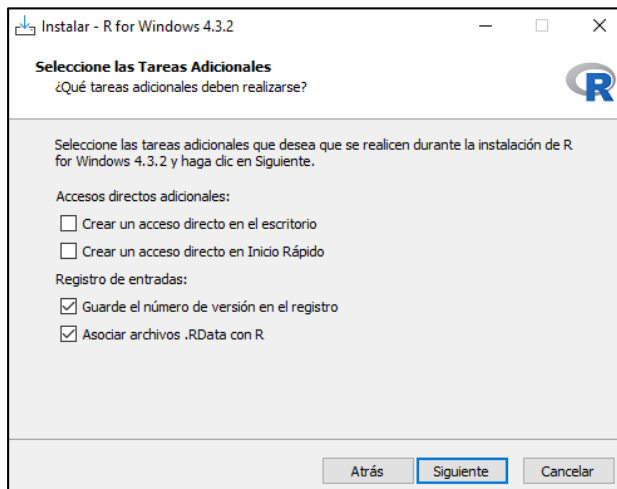 Instalar - R for Windows 4.3.2
Seleccione las Tareas Adicionales
¿Qué tareas adicionales deben realizarse?
R
Seleccione las tareas adicionales que desea que se realicen durante la instalación de R
for Windows 4.3.2 y haga clic en Siguiente.
Accesos directos adicionales:
Crear un acceso directo en el escritorio
Crear un acceso directo en Inicio Rápido
Registro de entradas:
Guarde el número de versión en el registro
Asociar archivos .RData con R
Atrás Siguiente Cancelar